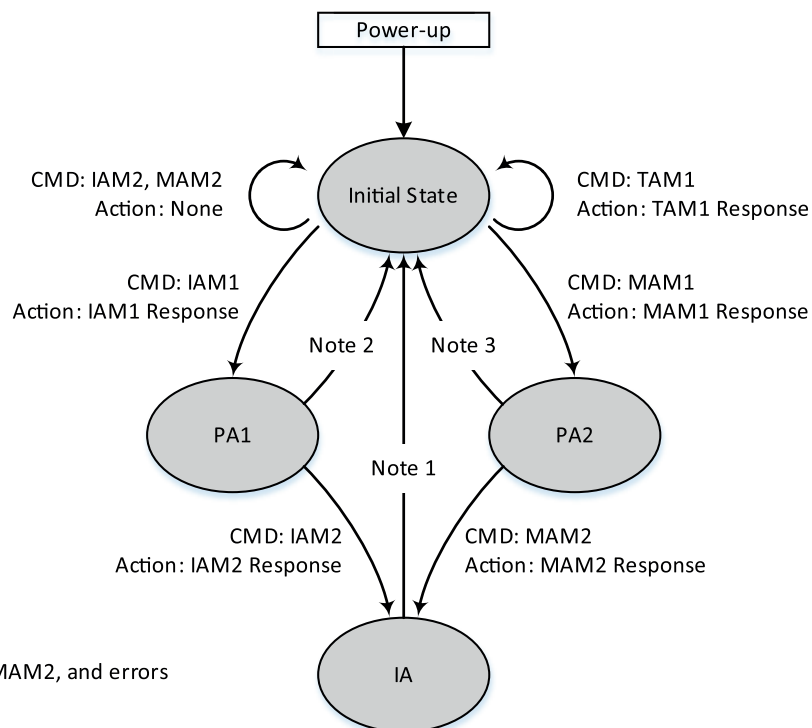 Power-up
CMD: IAM2, MAM2
Action: None
Initial State
CMD: TAM1
Action: TAM1 Response
CMD: IAM1
Action: IAM1 Response
CMD: MAM1
Action: MAM1 Response
Note 2
Note 3
PA1
PA2
Note 1
CMD: IAM2
Action: IAM2 Response
CMD: MAM2
Action: MAM2 Response
MAM2, and errors
IA